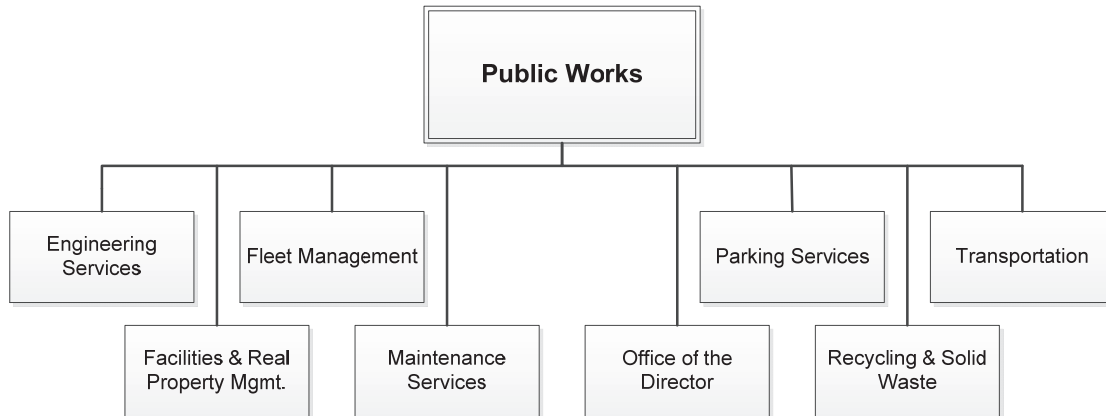 Public Works
Engineering
Services
Fleet Management
Parking Services
Transportation
Facilities & Real
Property Mgmt.
Maintenance
Services
Office of the
Director
Recycling & Solid
Waste